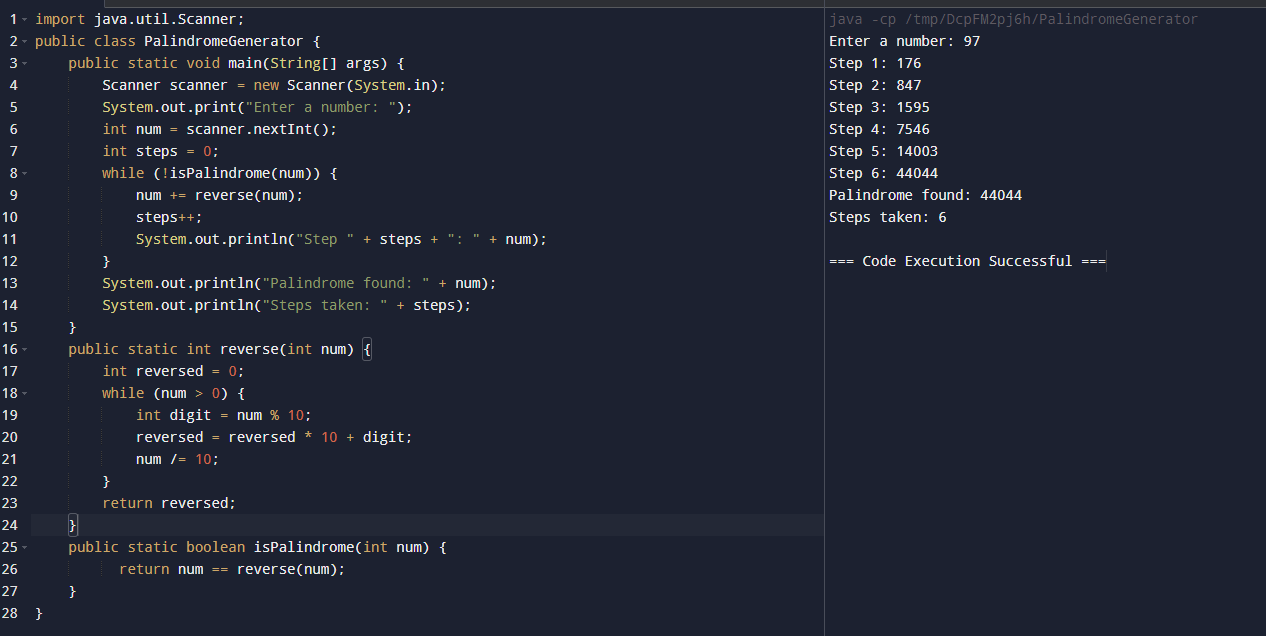 1 import java.util.Scanner;
2 public class PalindromeGenerator {
3     public static void main(String[] args) {
4         Scanner scanner = new Scanner(System.in);
5         System.out.print("Enter a number: ");
6         int num = scanner.nextInt();
7         int steps = 0;
8         while (!isPalindrome(num)) {
9             num += reverse(num);
10             steps++;
11             System.out.println("Step " + steps + ": " + num);
12         }
13         System.out.println("Palindrome found: " + num);
14         System.out.println("Steps taken: " + steps);
15     }
16     public static int reverse(int num) {
17         int reversed = 0;
18         while (num > 0) {
19             int digit = num % 10;
20             reversed = reversed * 10 + digit;
21             num /= 10;
22         }
23         return reversed;
24     }
25     public static boolean isPalindrome(int num) {
26           return num == reverse(num);
27     }
28 }
java -cp /tmp/DcpFM2pj6h/PalindromeGenerator
Enter a number: 97
Step 1: 176
Step 2: 847
Step 3: 1595
Step 4: 7546
Step 5: 14003
Step 6: 44044
Palindrome found: 44044
Steps taken: 6
=== Code Execution Successful ===